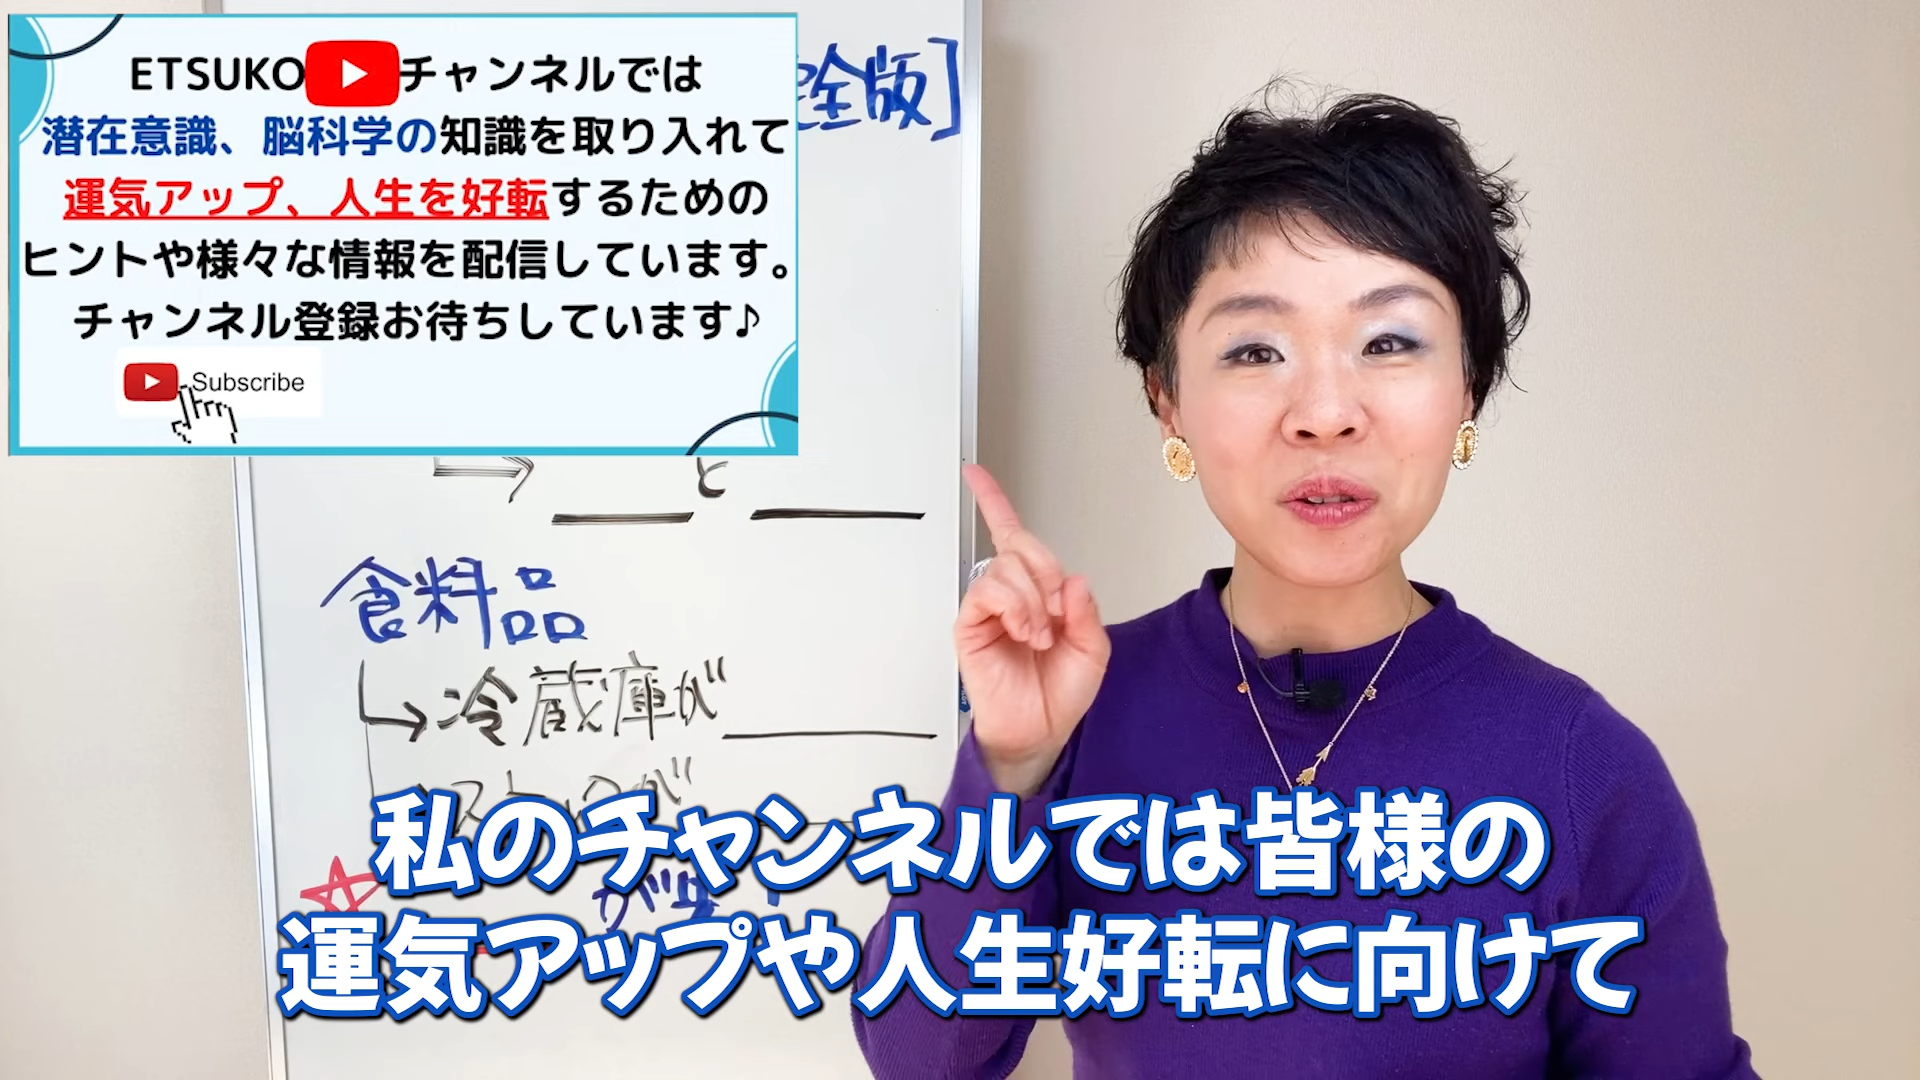 ETSUKO チャンネルでは
潜在意識、脳科学の知識を取り入れて
運気アップ、人生を好転するための
ヒントや様々な情報を配信しています。
チャンネル登録お待ちしています♪
Subscribe
全版]
と
食料品
冷蔵庫が
が
私のチャンネルでは皆様の
運気アップや人生好転に向けて